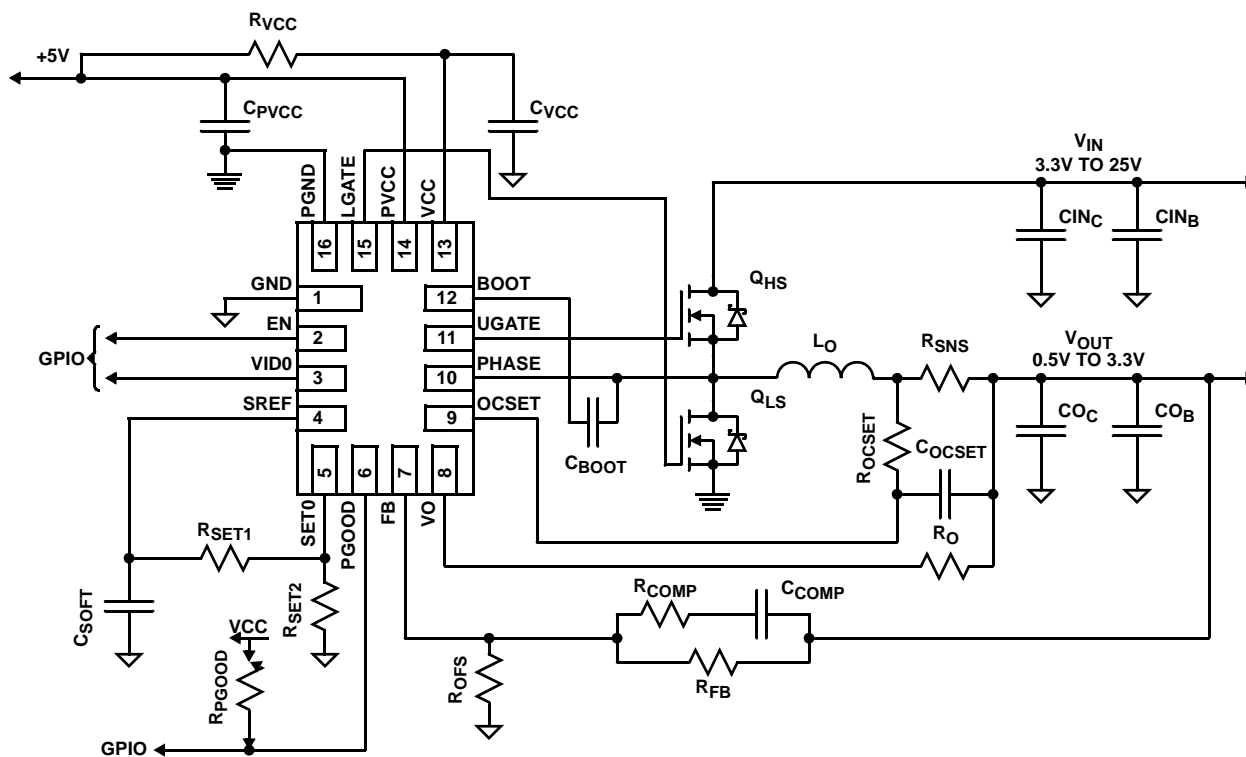 RVCC
+5V
CPVCC
CVCC
VIN
3.3V TO 25V
PGND
LGATE
PVCC
VCC
16
15
14
13
CINC
CINB
GND
1
12
BOOT
QHS
EN
2
11
UGATE
GPIO
LO
RSNS
VOUT
0.5V TO 3.3V
VID0
3
10
PHASE
QLS
SREF
4
9
OCSET
COC
COB
CBOOT
ROCSET
COCSET
5
6
7
8
SET0
PGOOD
FB
VO
RSET1
RO
CSOFT
RSET2
RCOMP
CCOMP
VCC
RPGOOD
ROFS
RFB
GPIO